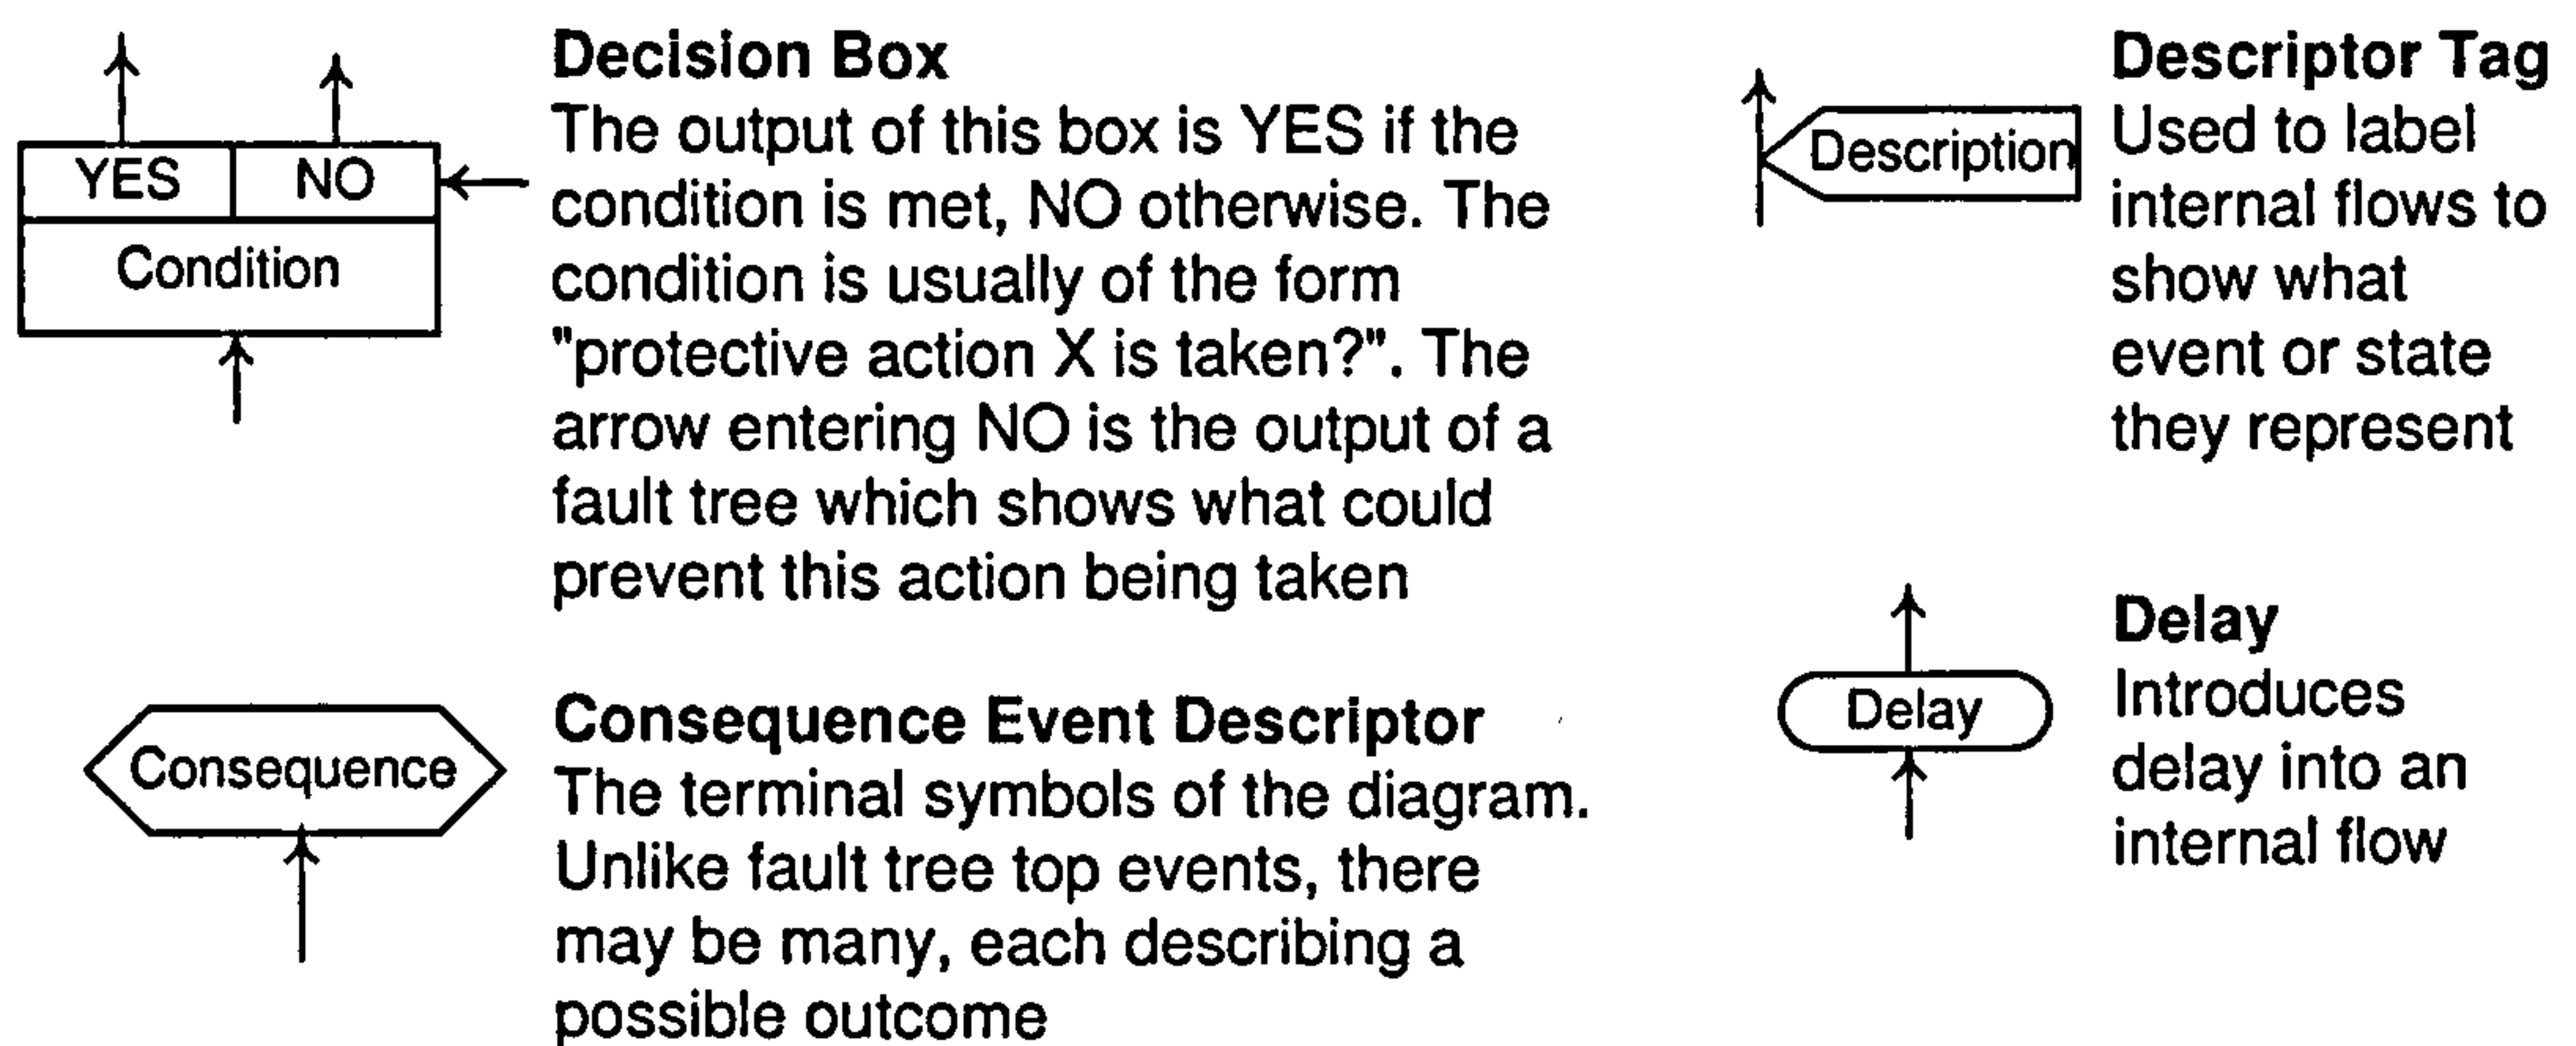 YES NO
Condition
Decision Box
The output of this box is YES if the
condition is met, NO otherwise. The
condition is usually of the form
"protective action X is taken?". The
arrow entering NO is the output of a
fault tree which shows what could
prevent this action being taken
Consequence
Consequence Event Descriptor
The terminal symbols of the diagram.
Unlike fault tree top events, there
may be many, each describing a
possible outcome
Description
Descriptor Tag
Used to label
internal flows to
show what
event or state
they represent
Delay
Delay
Introduces
delay into an
internal flow